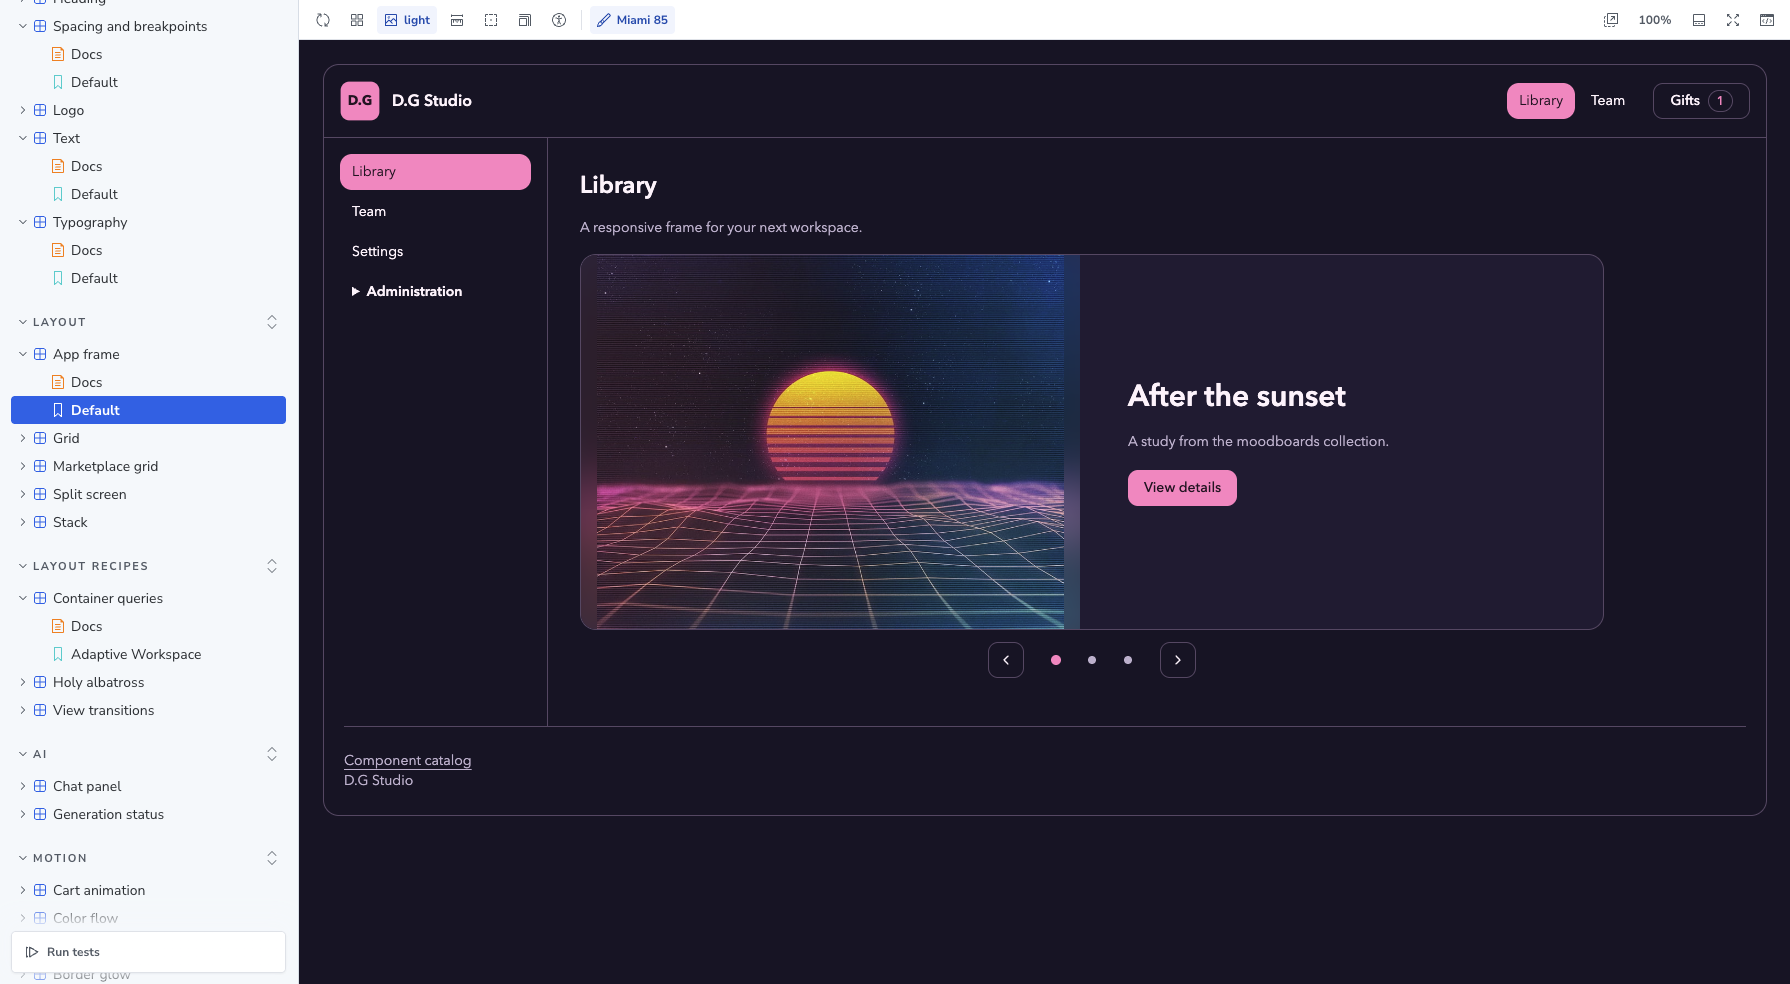 Heading
Spacing and breakpoints
Docs
Default
Logo
Text
Docs
Default
Typography
Docs
Default
LAYOUT
App frame
Docs
Default
Grid
Marketplace grid
Split screen
Stack
LAYOUT RECIPES
Container queries
Docs
Adaptive Workspace
Holy albatross
View transitions
AI
Chat panel
Generation status
MOTION
Cart animation
Color flow
Run tests
Border glow
light
Miami 85
100%
D.G
D.G Studio
Library
Team
Gifts 1
Library
Team
Settings
Administration
Library
A responsive frame for your next workspace.
After the sunset
A study from the moodboards collection.
View details
Component catalog
D.G Studio